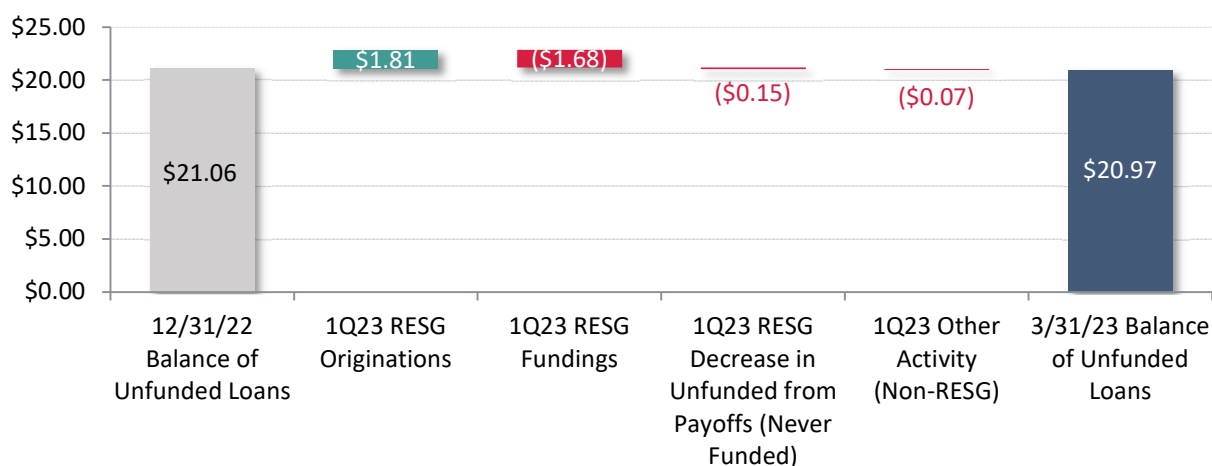 $25.00
$20.00
$15.00
$10.00
$5.00
$0.00
$21.06
$1.81
($1.68)
($0.15)
($0.07)
$20.97
12/31/22
Balance of
Unfunded Loans
1Q23 RESG
Originations
1Q23 RESG
Fundings
1Q23 RESG
Decrease in
Unfunded from
Payoffs (Never
Funded)
1Q23 Other
Activity
(Non-RESG)
3/31/23 Balance
of Unfunded
Loans